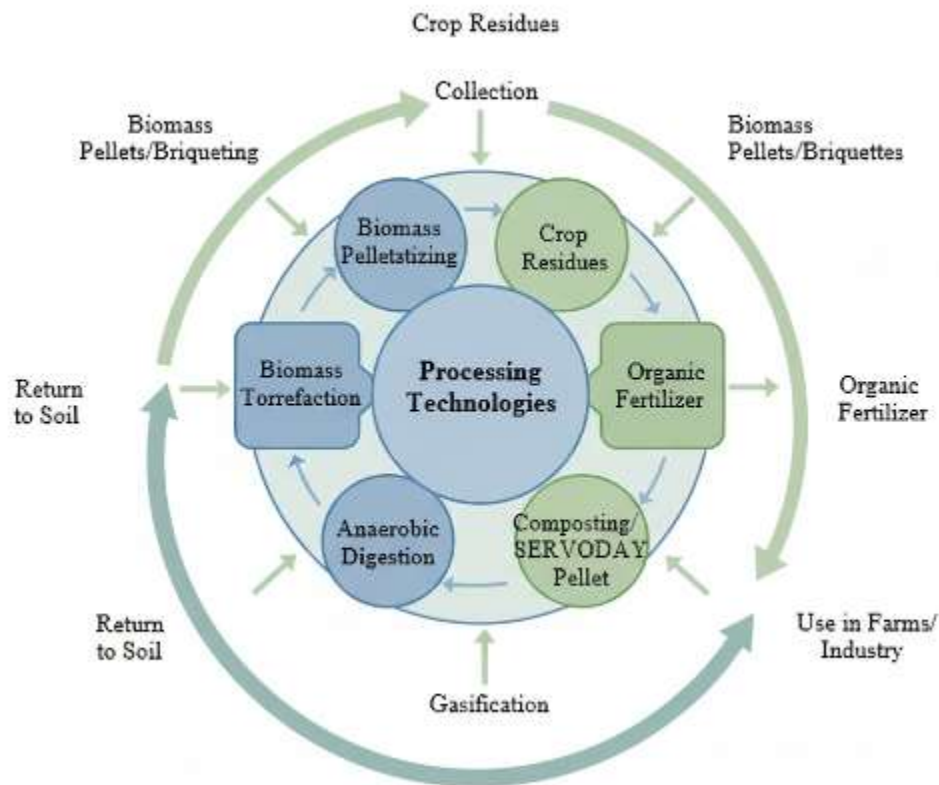 Crop Residues
Collection
Biomass
Pellets/Briqueting
Biomass
Pellets/Briquettes
Biomass
Pelletstizing
Crop
Residues
Return
to Soil
Biomass
Torrefaction
Processing
Technologies
Organic
Fertilizer
Organic
Fertilizer
Anaerobic
Digestion
Composting/
SERVODAY
Pellet
Return
to Soil
Use in Farms/
Industry
Gasification